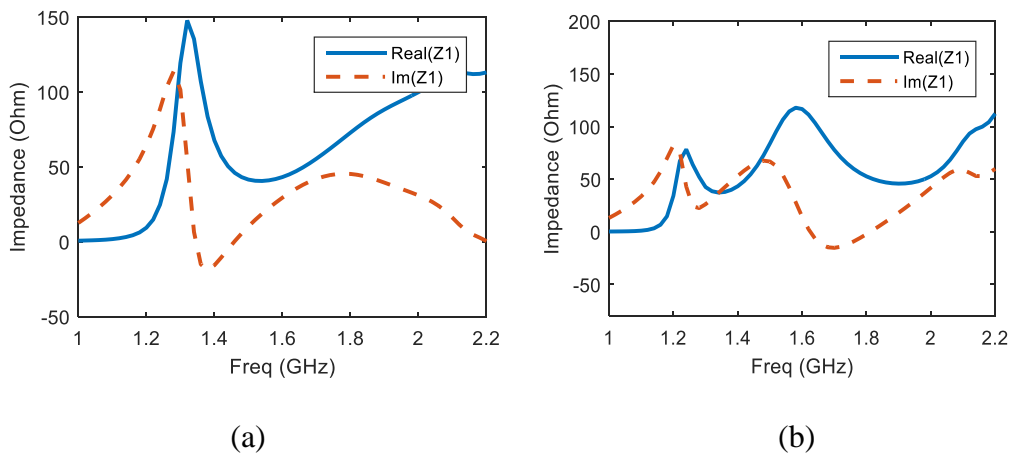 150
100
50
0
-50
Impedance (Ohm)
1
1.2
1.4
1.6
1.8
2
2.2
Freq (GHz)
Real(Z1)
Im(Z1)
(a)
200
150
100
50
0
-50
Impedance (Ohm)
1
1.2
1.4
1.6
1.8
2
2.2
Freq (GHz)
Real(Z1)
Im(Z1)
(b)